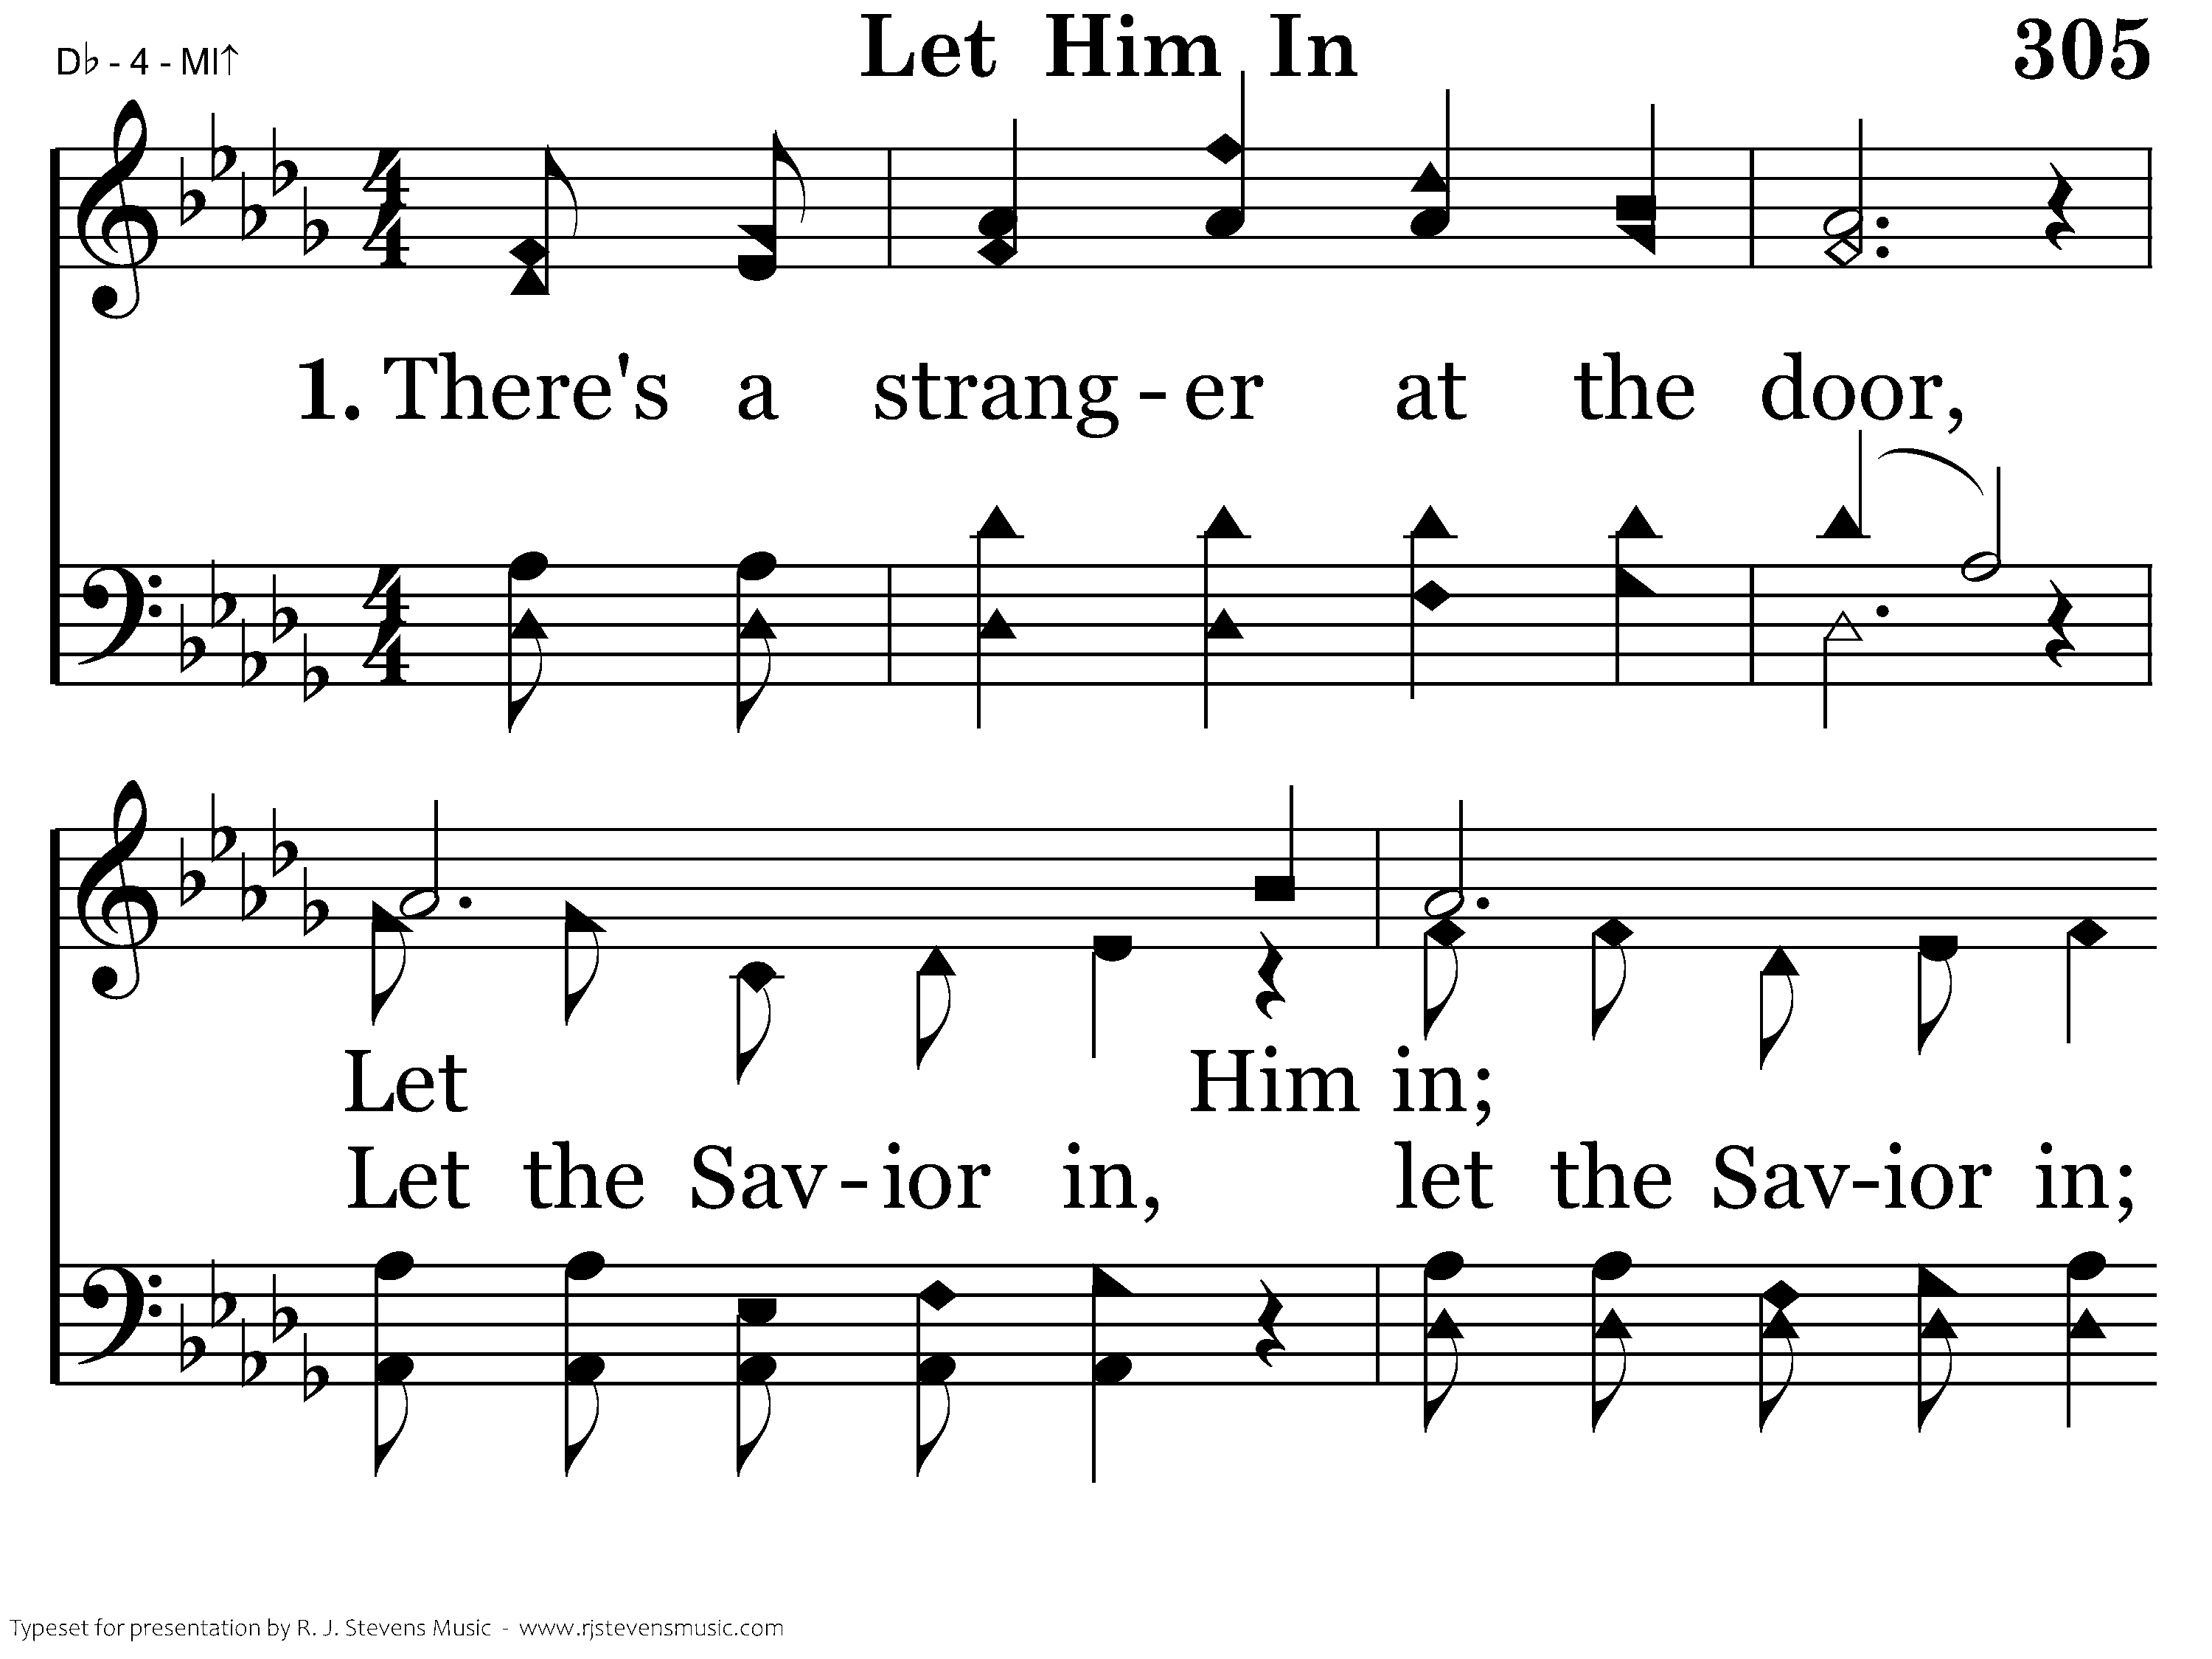 Let Him In
305
D♭ - 4 - MI↑
1. There's a strang - er at the door,
Let Him in;
Let the Sav - ior in, let the Sav-ior in;
Typeset for presentation by R. J. Stevens Music - www.rjstevensmusic.com